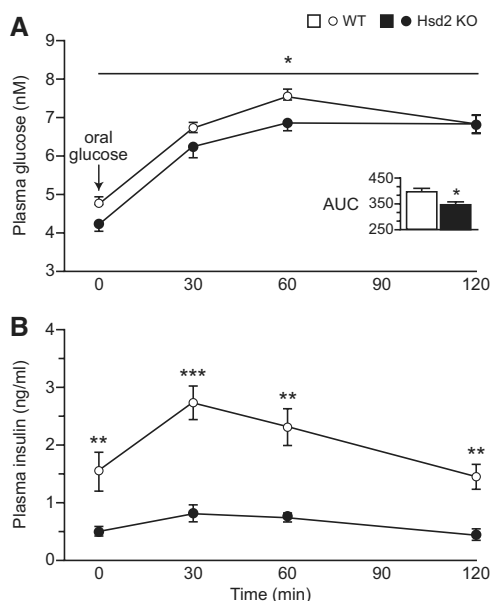 A
WT Hsd2 KO
Plasma glucose (nM)
9
8
7
6
5
4
3
*
oral
glucose
AUC
450
350
250
*
0 30 60 90 120
B
Plasma insulin (ng/ml)
4
3
2
1
0
**
***
**
**
0 30 60 90 120
Time (min)